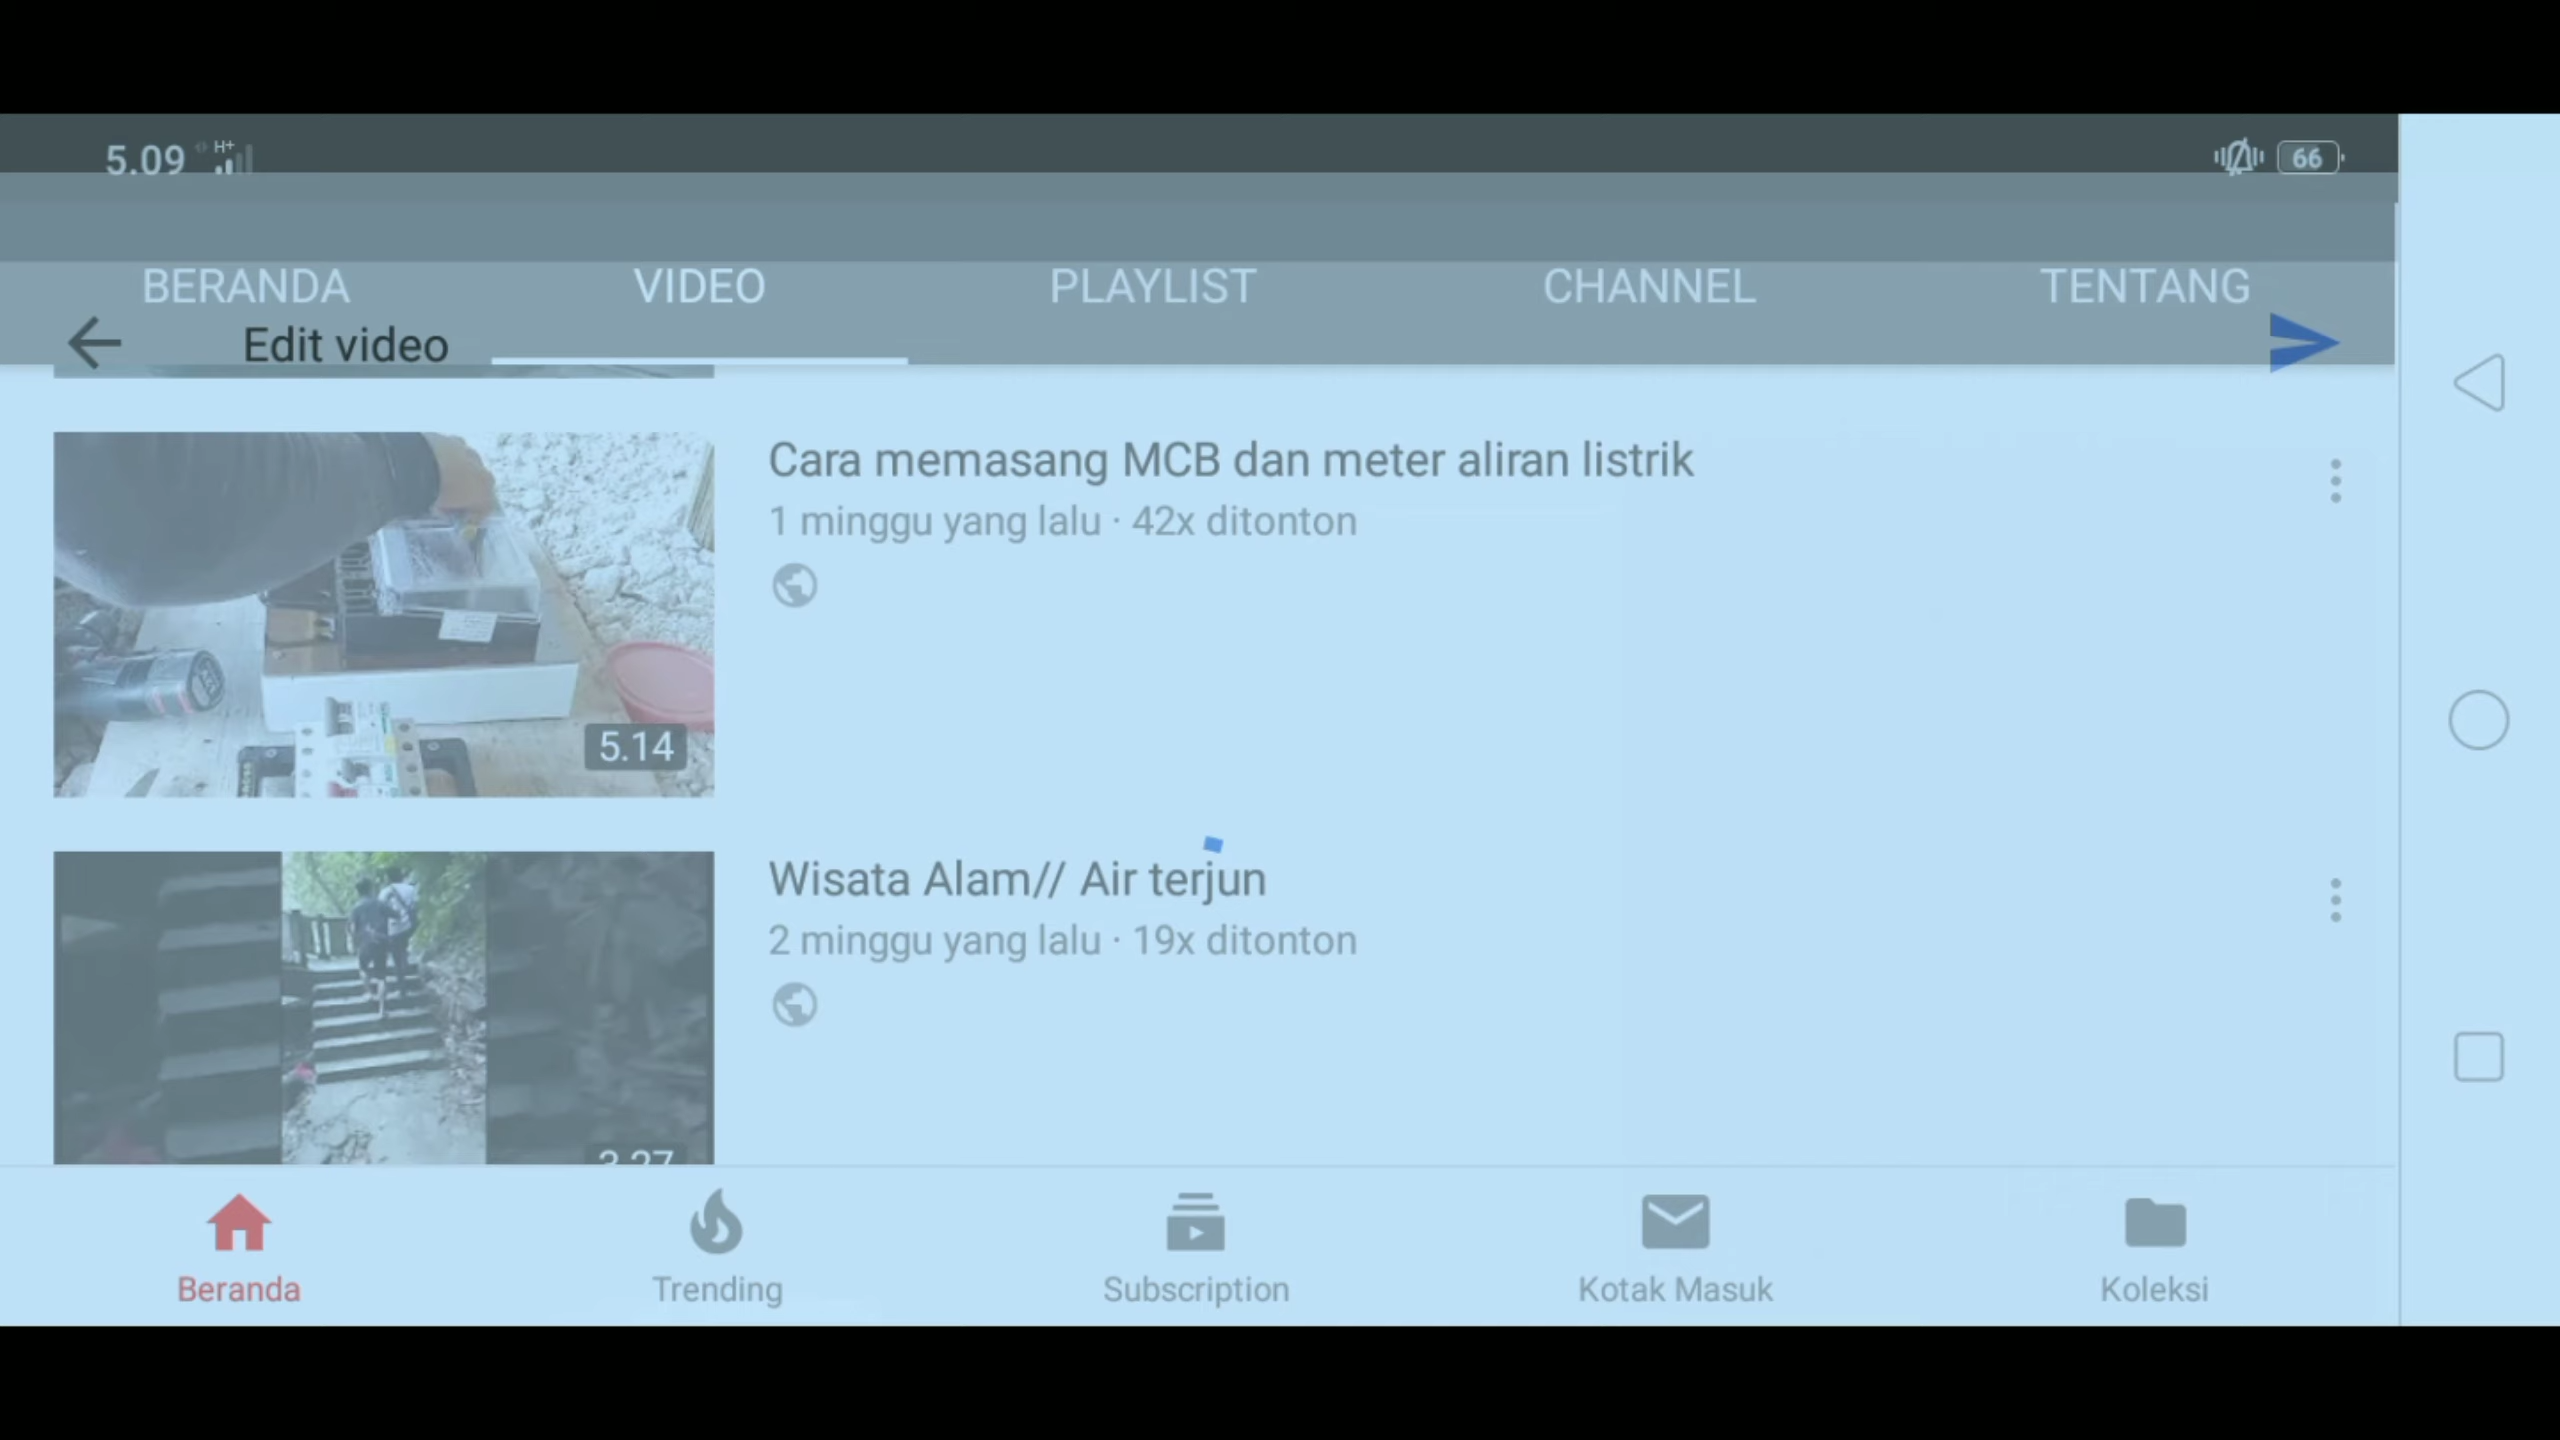 5.09 H+ 66
BERANDA VIDEO PLAYLIST CHANNEL TENTANG
Edit video
Cara memasang MCB dan meter aliran listrik
1 minggu yang lalu · 42x ditonton
5.14
Wisata Alam// Air terjun
2 minggu yang lalu · 19x ditonton
3.27
Beranda Trending Subscription Kotak Masuk Koleksi